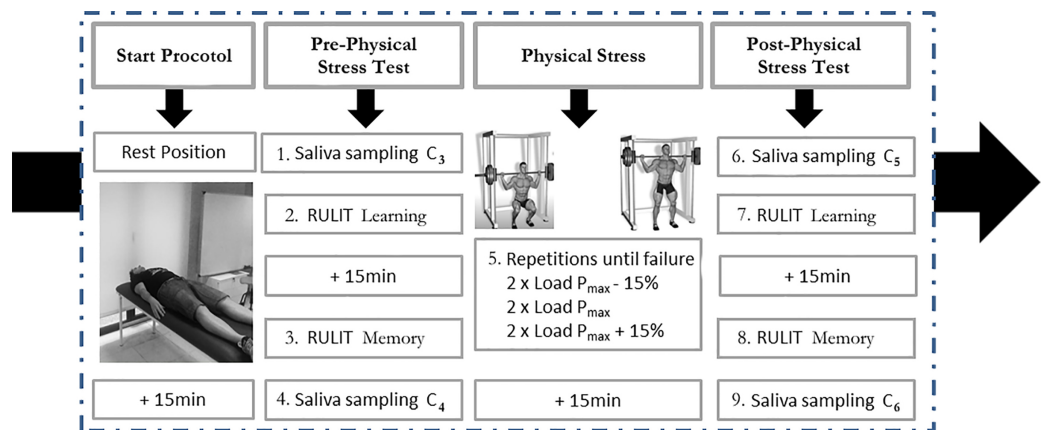 Start Procotol
Rest Position
+ 15min
Pre-Physical
Stress Test
1. Saliva sampling C3
2. RULIT Learning
+ 15min
3. RULIT Memory
4. Saliva sampling C4
Physical Stress
5. Repetitions until failure
2 x Load Pmax - 15%
2 x Load Pmax
2 x Load Pmax + 15%
+ 15min
Post-Physical
Stress Test
6. Saliva sampling C5
7. RULIT Learning
+ 15min
8. RULIT Memory
9. Saliva sampling C6